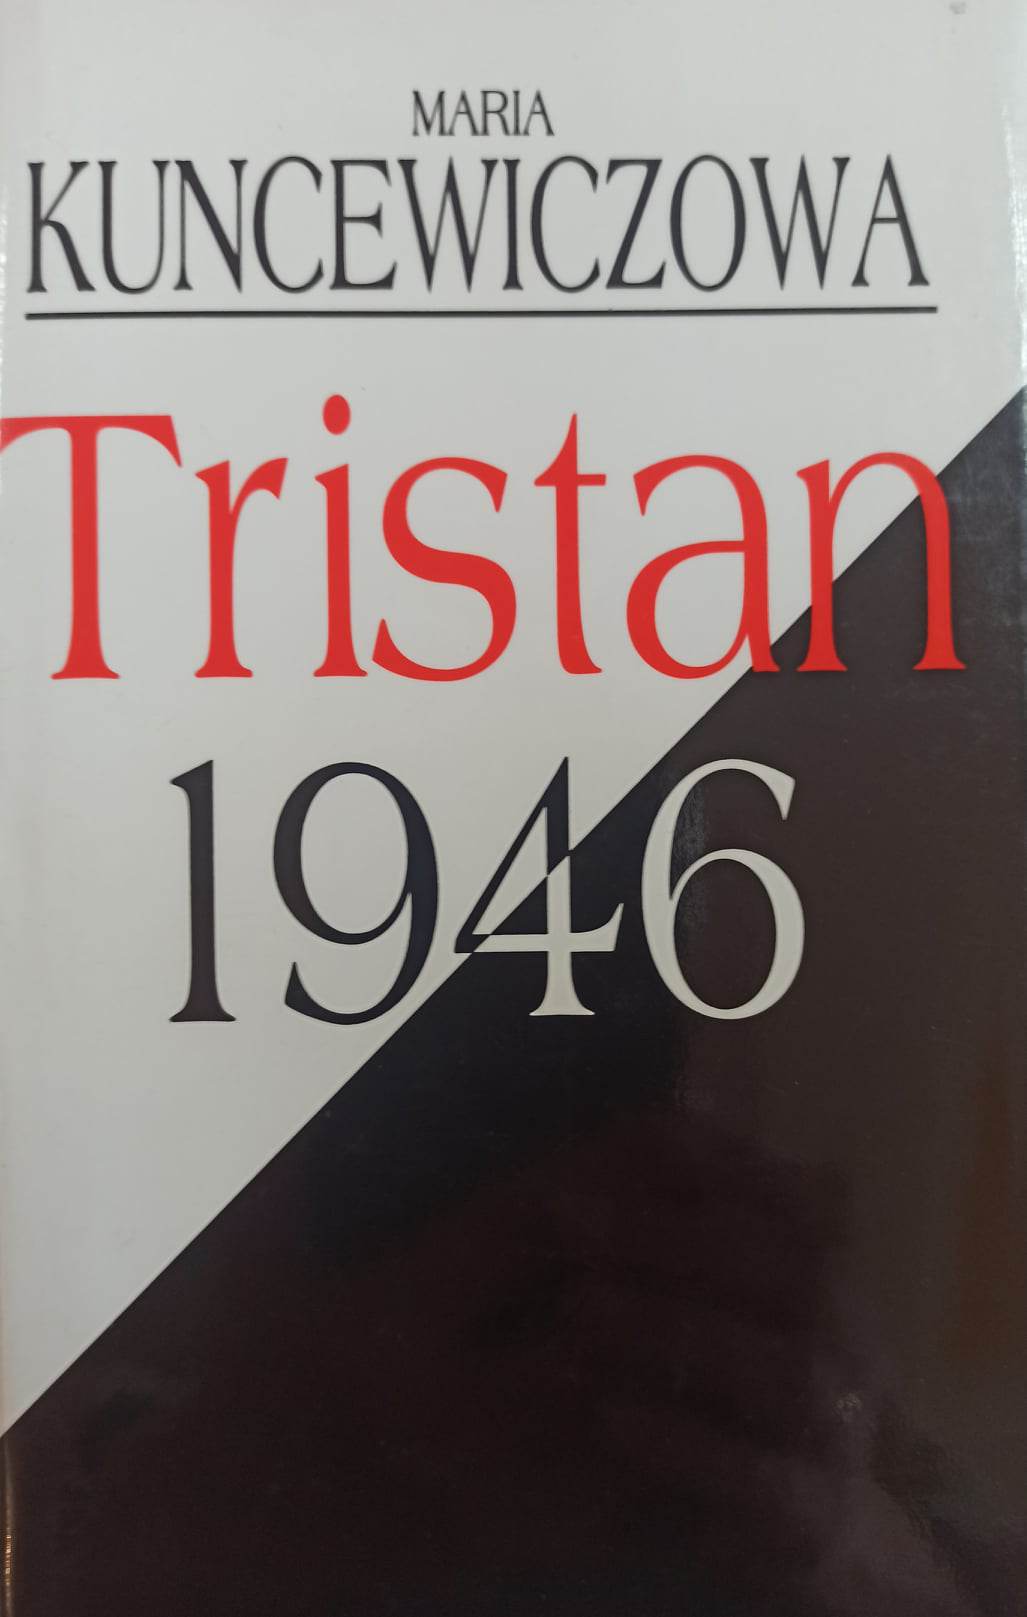 MARIA
KUNCEWICZOWA
Tristan
1946